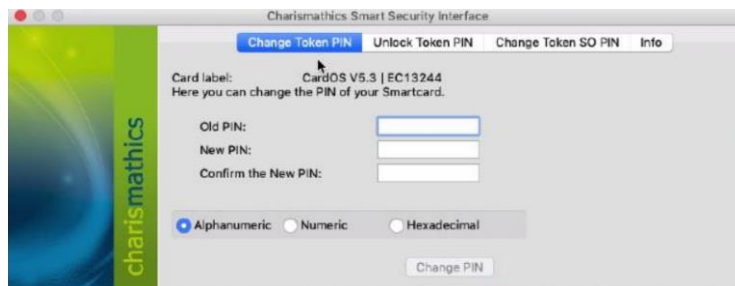 Charismathics Smart Security Interface
Change Token PIN Unlock Token PIN Change Token SO PIN Info
Card label: CardOS V5.3 | EC13244
Here you can change the PIN of your Smartcard.
Old PIN:
New PIN:
Confirm the New PIN:
Alphanumeric Numeric Hexadecimal
Change PIN
charismathics